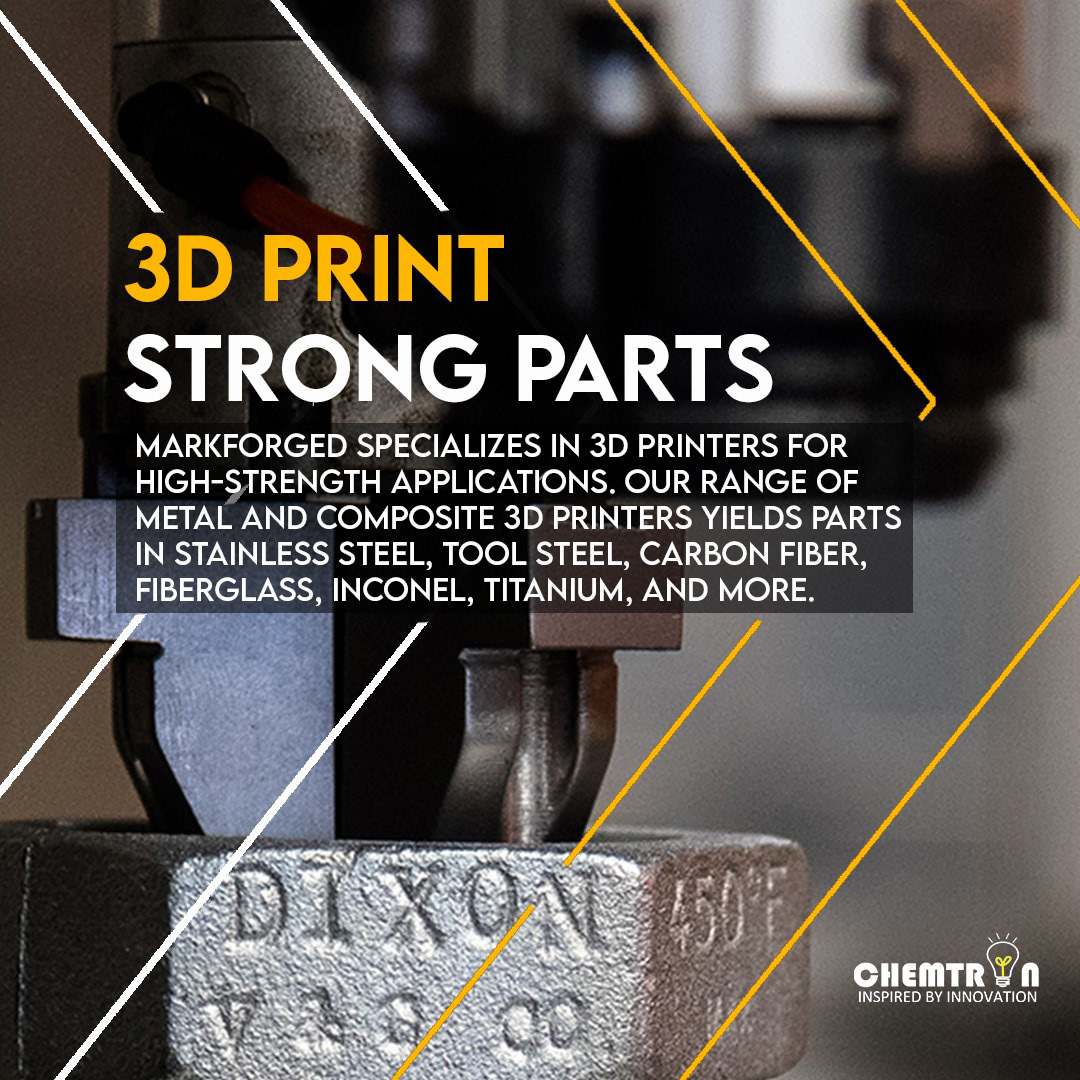 3D PRINT
STRONG PARTS
MARKFORGED SPECIALIZES IN 3D PRINTERS FOR
HIGH-STRENGTH APPLICATIONS. OUR RANGE OF
METAL AND COMPOSITE 3D PRINTERS YIELDS PARTS
IN STAINLESS STEEL, TOOL STEEL, CARBON FIBER,
FIBERGLASS, INCONEL, TITANIUM, AND MORE.
DIXON
450°F
CHEMTRON
INSPIRED BY INNOVATION